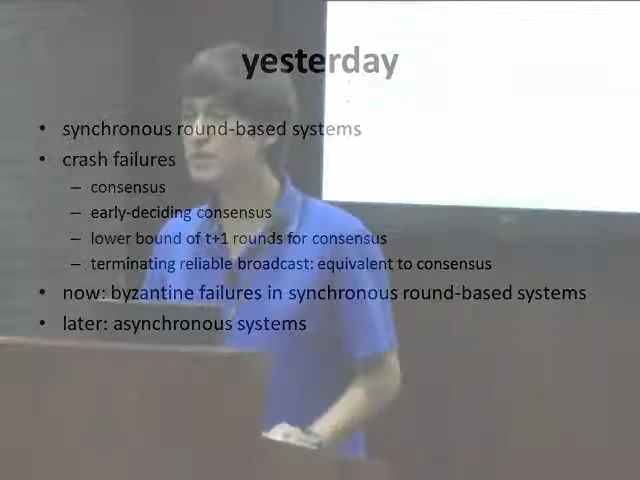 yesterday
• synchronous round-based systems
• crash failures
– consensus
– early-deciding consensus
– lower bound of t+1 rounds for consensus
– terminating reliable broadcast: equivalent to consensus
• now: byzantine failures in synchronous round-based systems
• later: asynchronous systems